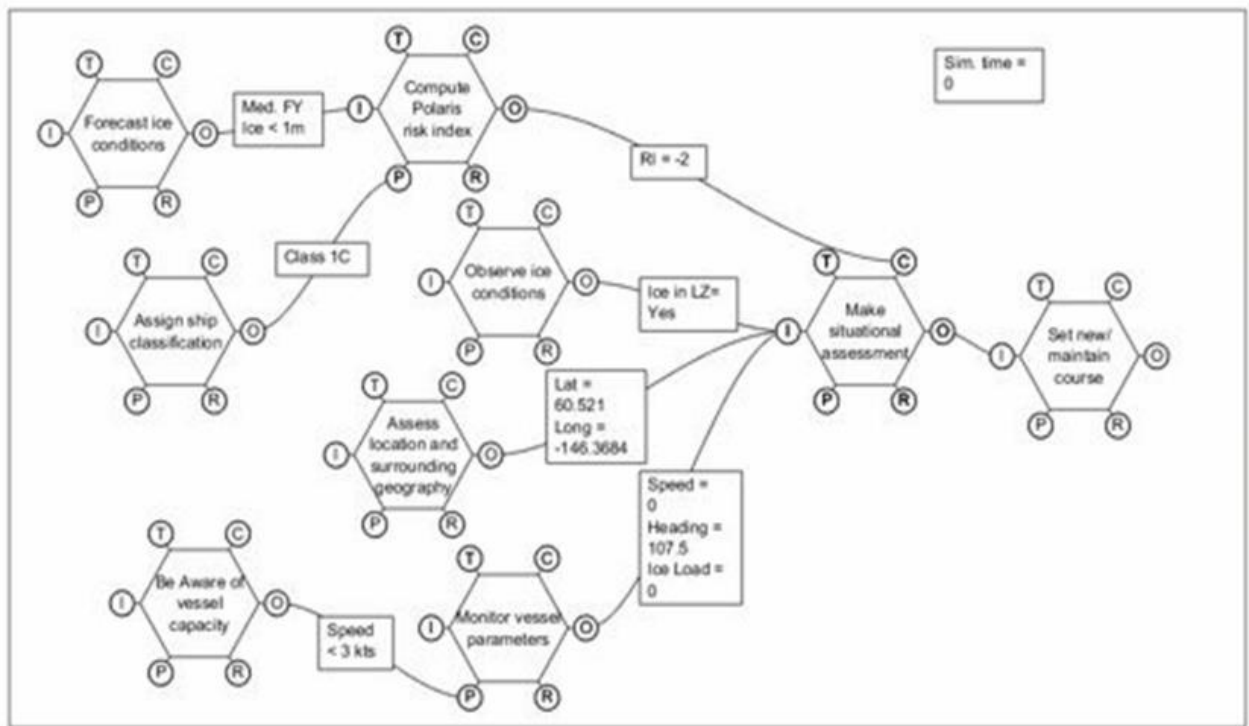 T
C
I
Forecast ice
conditions
O
P
R
Med. FY
Ice < 1m
T
C
I
Compute
Polaris
risk index
O
P
R
Sim. time =
0
RI = -2
T
C
I
Assign ship
classification
O
P
R
Class 1C
T
C
I
Observe ice
conditions
O
P
R
Ice in LZ=
Yes
T
C
I
Make
situational
assessment
O
P
R
T
C
I
Set new/
maintain
course
O
P
R
T
C
I
Assess
location and
surrounding
geography
O
P
R
Lat =
60.521
Long =
-146.3684
Speed =
0
Heading =
107.5
Ice Load =
0
T
C
I
Be Aware of
vessel
capacity
O
P
R
Speed
< 3 kts
T
C
I
Monitor vessel
parameters
O
P
R